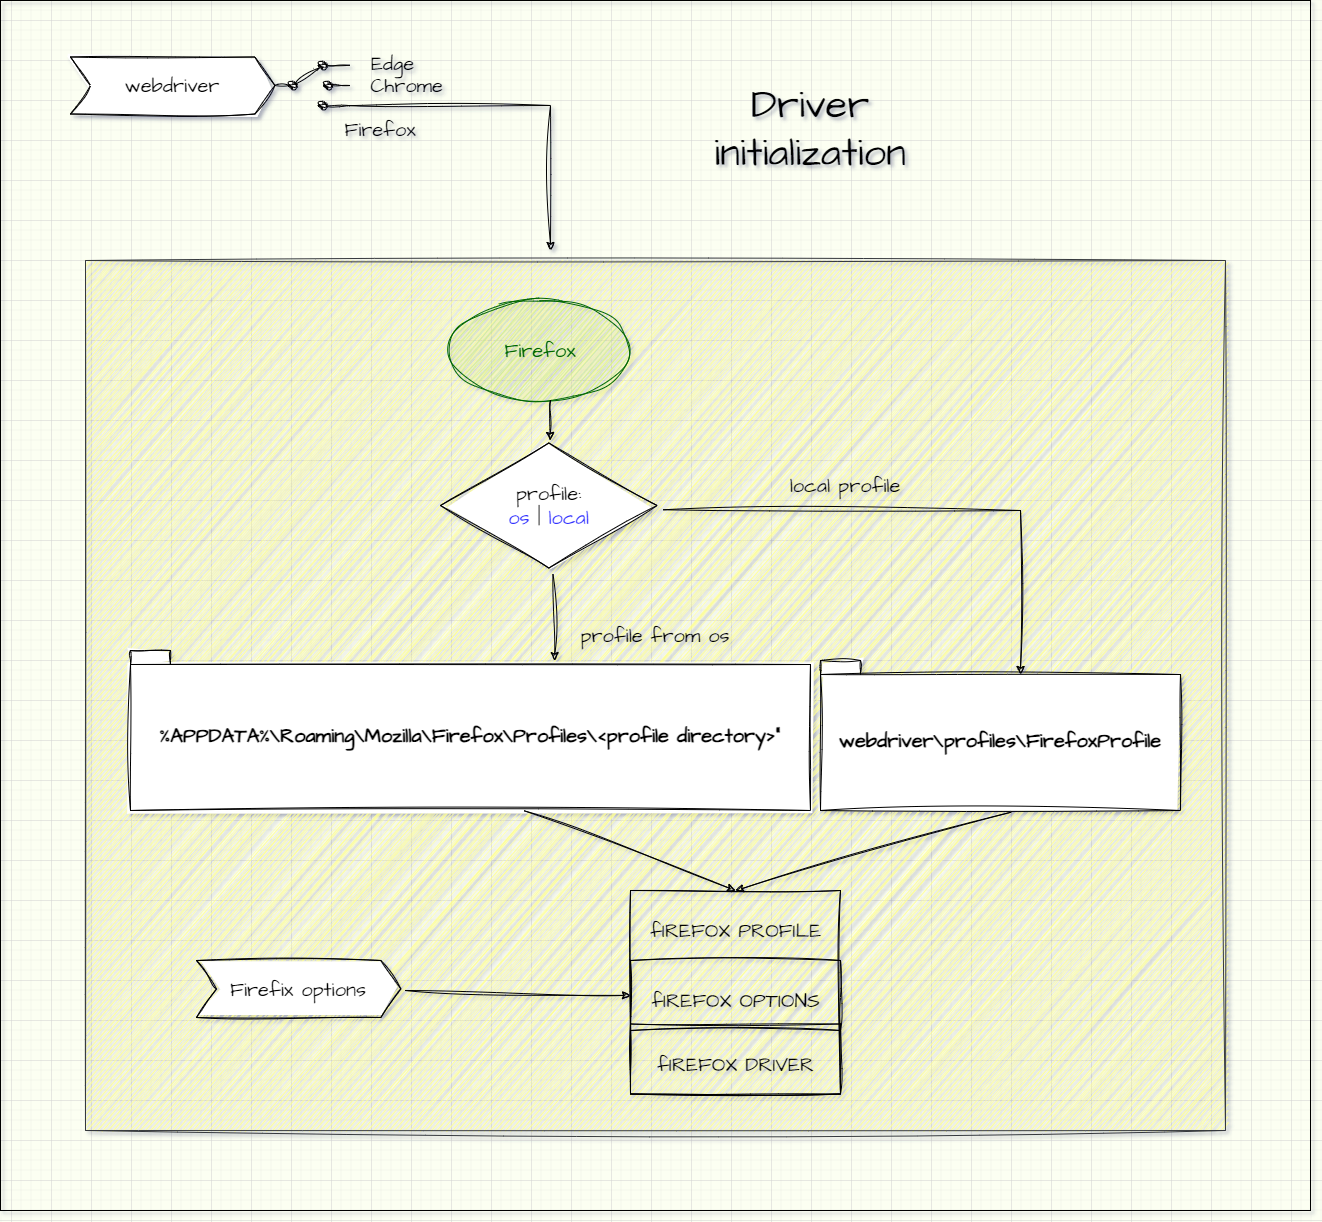 webdriver
Edge
Chrome
Firefox
Driver
initialization
Firefox
profile:
os | local
local profile
profile from os
%APPDATA%\Roaming\Mozilla\Firefox\Profiles\<profile directory>"
webdriver\profiles\FirefoxProfile
fIREFOX PROFILE
Firefix options
fIREFOX OPTIONS
fIREFOX DRIVER